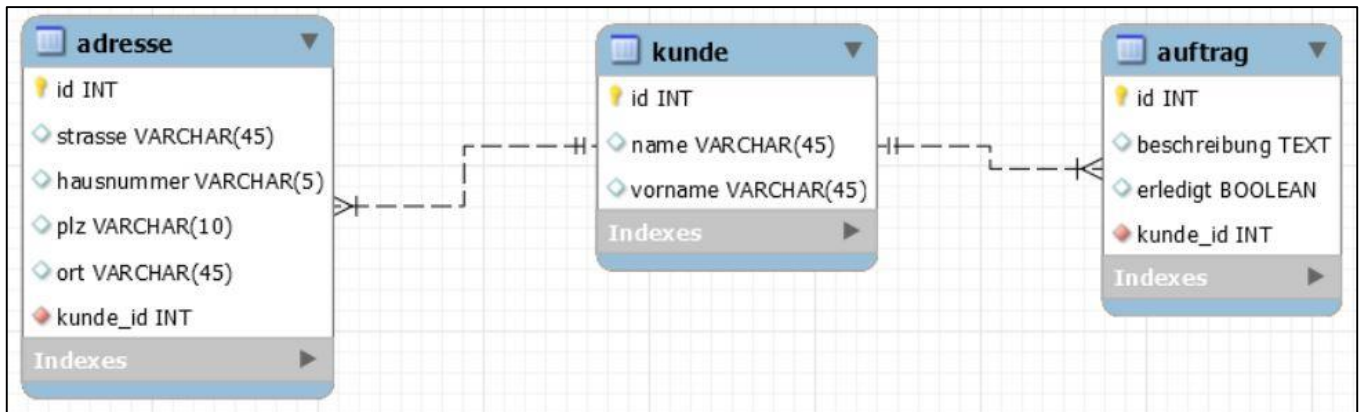 adresse
id INT
strasse VARCHAR(45)
hausnummer VARCHAR(5)
plz VARCHAR(10)
ort VARCHAR(45)
kunde_id INT
Indexes
kunde
id INT
name VARCHAR(45)
vorname VARCHAR(45)
Indexes
auftrag
id INT
beschreibung TEXT
erledigt BOOLEAN
kunde_id INT
Indexes